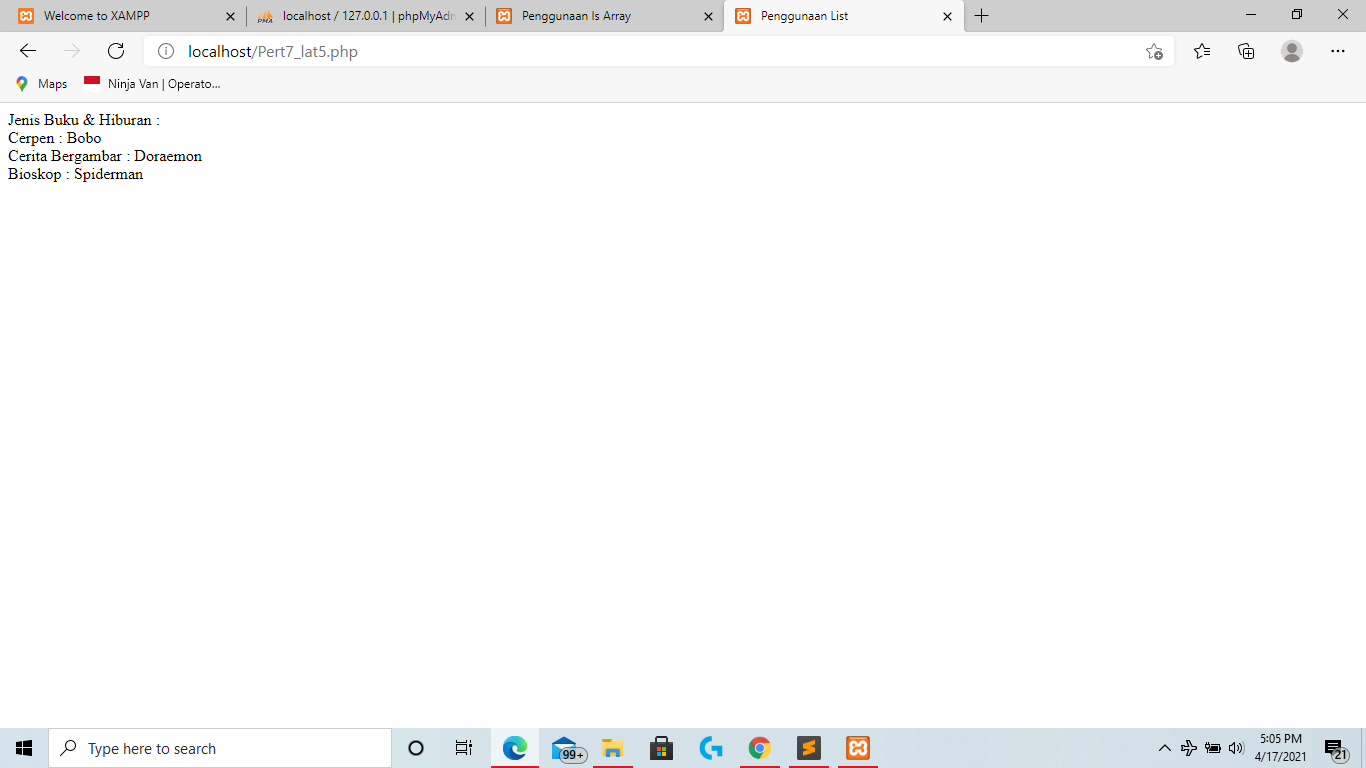 Welcome to XAMPP
localhost / 127.0.0.1 | phpMyAdn
Penggunaan Is Array
Penggunaan List
localhost/Pert7_lat5.php
Maps
Ninja Van | Operato...
Jenis Buku & Hiburan :
Cerpen : Bobo
Cerita Bergambar : Doraemon
Bioskop : Spiderman
Type here to search
99+
5:05 PM
4/17/2021
21